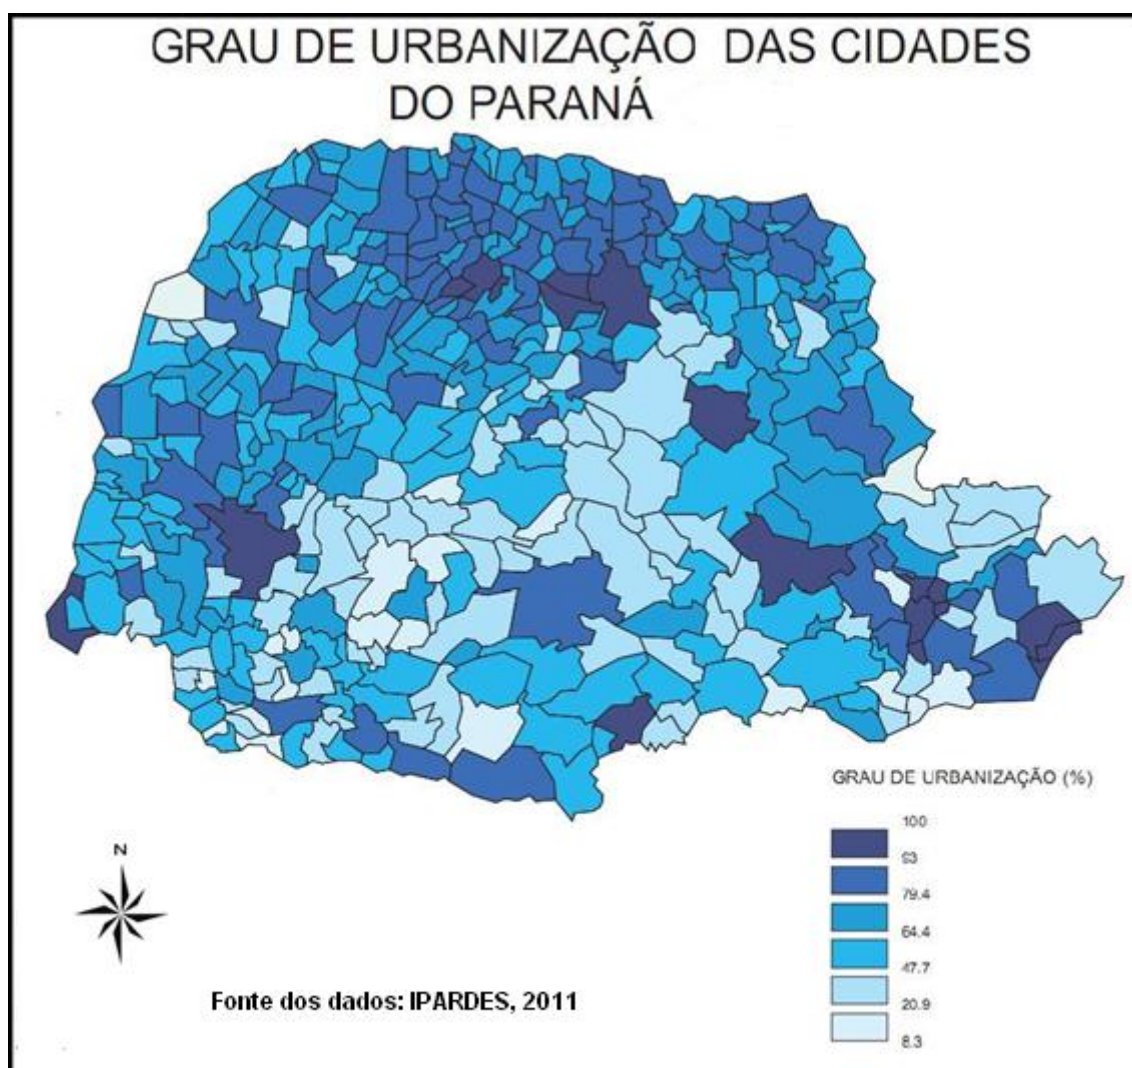 GRAU DE URBANIZAÇÃO DAS CIDADES
DO PARANÁ
GRAU DE URBANIZAÇÃO (%)
100
93
79.4
64.4
47.7
20.9
8.3
N
Fonte dos dados: IPARDES, 2011